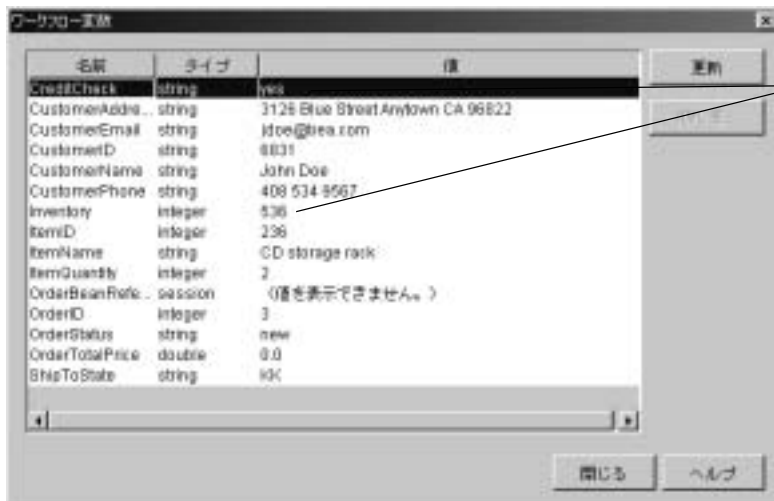 ワークフロー変数
名前 タイプ 値
CreditCheck string yes
CustomerAddre... string 3126 Blue Street Anytown CA 96822
CustomerEmail string jdoe@bea.com
CustomerID string 6831
CustomerName string John Doe
CustomerPhone string 408 534 9567
Inventory integer 536
ItemID integer 236
ItemName string CD storage rack
ItemQuantity integer 2
OrderBeanRefe... session 〈値を表示できません。〉
OrderID integer 3
OrderStatus string new
OrderTotalPrice double 0.0
ShipToState string
更新
閉じる ヘルプ